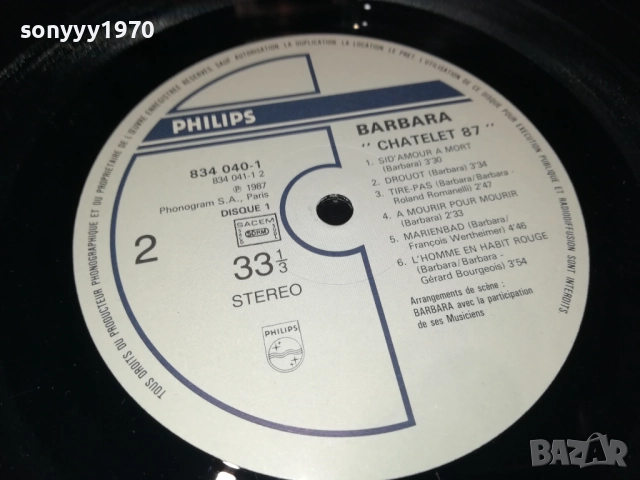 sonyyy1970
TOUS DROITS DU PRODUCTEUR PHONOGRAPHIQUE ET DU PROPRIETAIRE DE L'ŒUVRE ENREGISTREE RESERVES. SAUF AUTORISATION, LA DUPLICATION, LA LOCATION, LE PRET, L'UTILISATION DE CE DISQUE POUR EXECUTION PUBLIQUE ET RADIODIFFUSION SONT INTERDITS.
PHILIPS
834 040-1
834 041-1 2
℗ 1987
Phonogram S.A., Paris
DISQUE 1
SACEM
2
33 1/3
STEREO
PHILIPS
BARBARA
" CHATELET 87"
1. SID'AMOUR A MORT
(Barbara) 3'30
2. DROUOT (Barbara) 3'34
3. TIRE-PAS (Barbara/Barbara -
Roland Romanelli) 2'47
4. A MOURIR POUR MOURIR
(Barbara) 2'33
5. MARIENBAD (Barbara/
François Wertheimer) 4'46
6. L'HOMME EN HABIT ROUGE
(Barbara/Barbara -
Gérard Bourgeois) 3'54
Arrangements de scène :
BARBARA avec la participation
de ses Musiciens
BAZAR